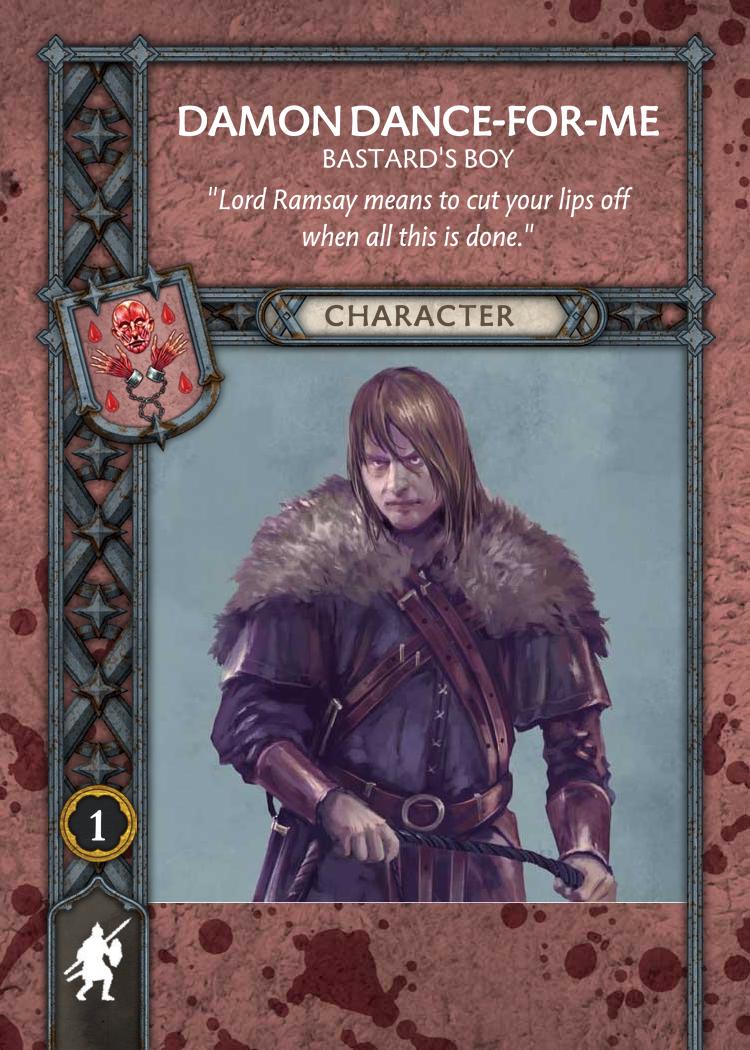 DAMON DANCE-FOR-ME
BASTARD'S BOY
"Lord Ramsay means to cut your lips off
when all this is done."
CHARACTER
1